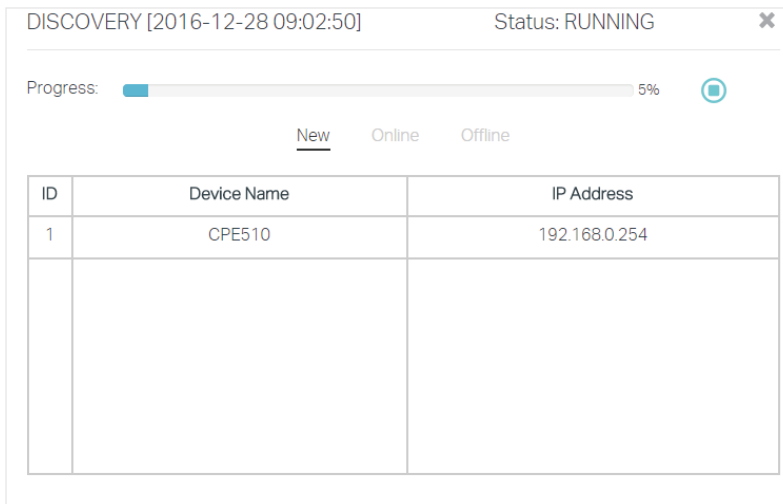 DISCOVERY [2016-12-28 09:02:50] Status: RUNNING
Progress: 5%
New Online Offline
ID Device Name IP Address
1 CPE510 192.168.0.254